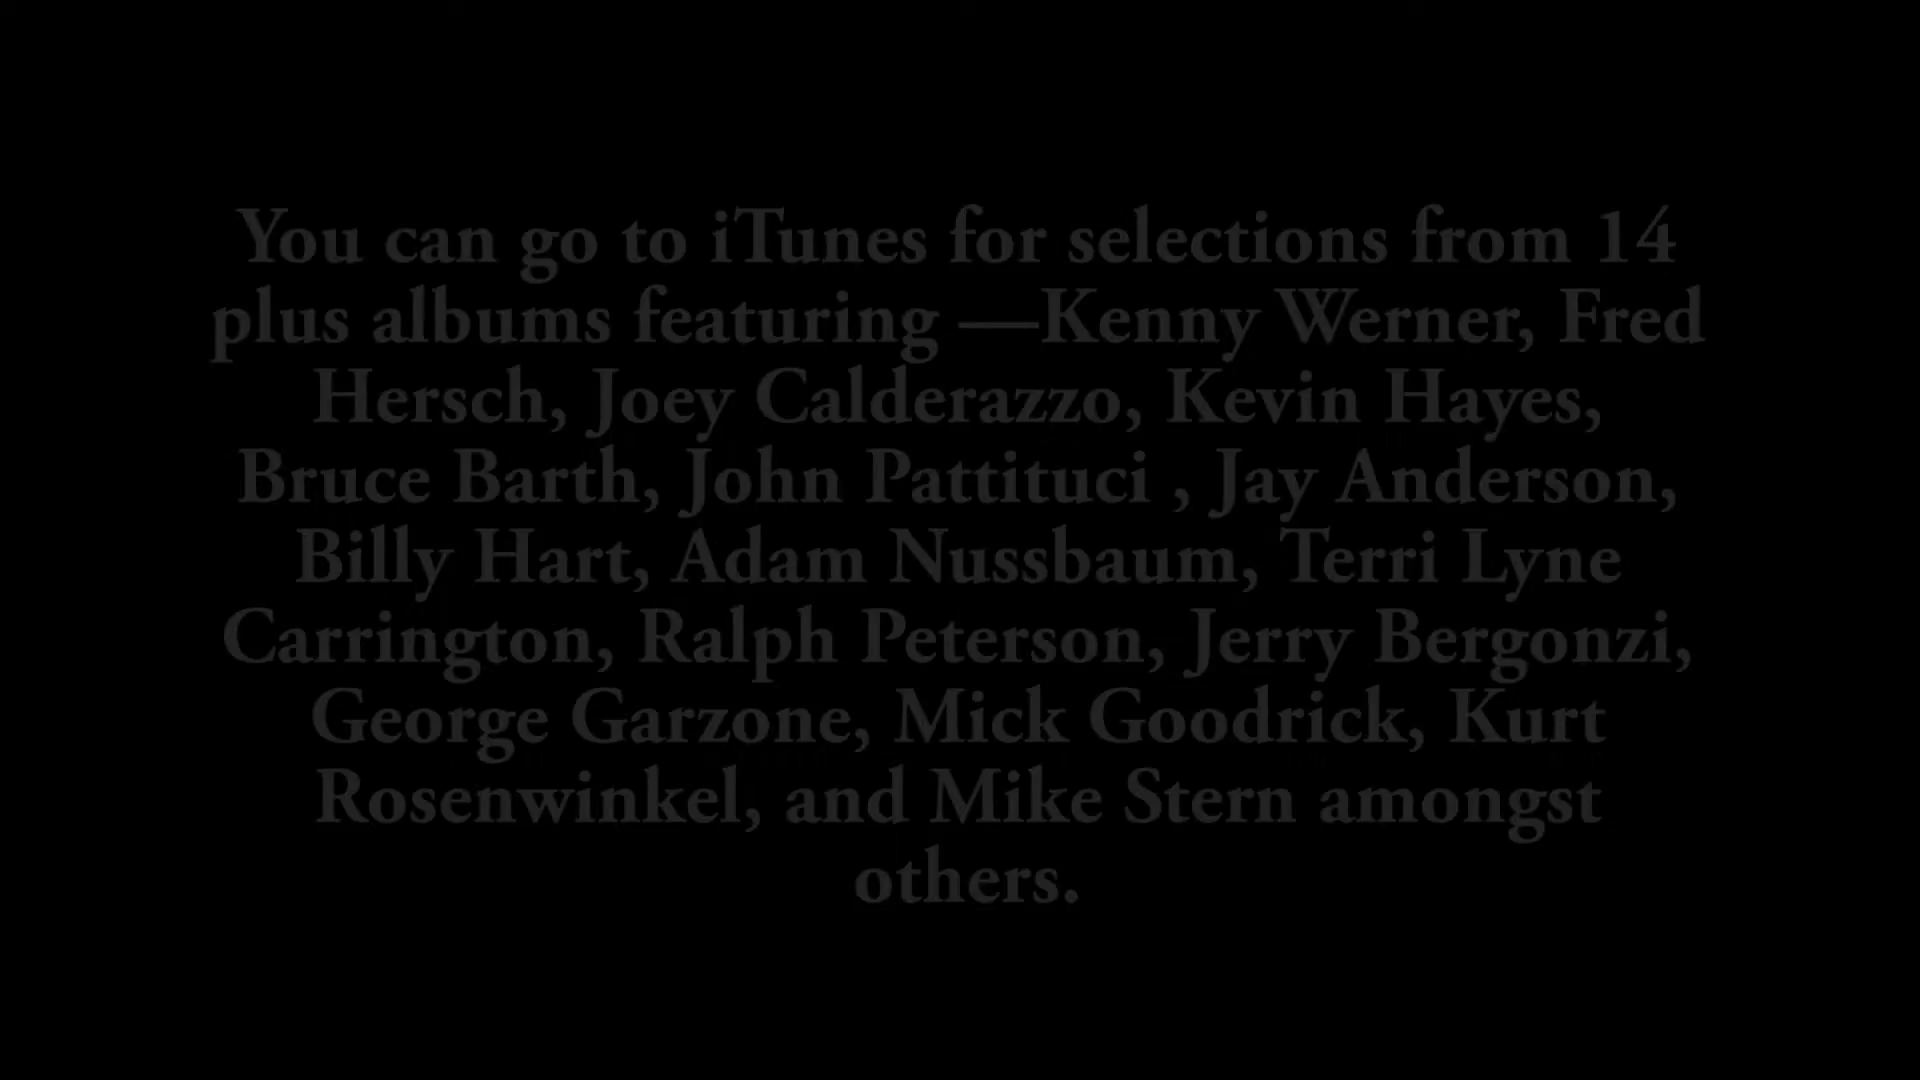 You can go to iTunes for selections from 14
plus albums featuring —Kenny Werner, Fred
Hersch, Joey Calderazzo, Kevin Hayes,
Bruce Barth, John Pattituci , Jay Anderson,
Billy Hart, Adam Nussbaum, Terri Lyne
Carrington, Ralph Peterson, Jerry Bergonzi,
George Garzone, Mick Goodrick, Kurt
Rosenwinkel, and Mike Stern amongst
others.